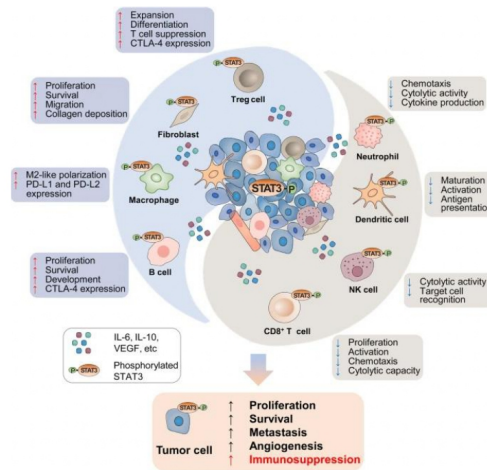 ↑ Expansion
↑ Differentiation
↑ T cell suppression
↑ CTLA-4 expression
p-STAT3
Treg cell
↑ Proliferation
↑ Survival
↑ Migration
↑ Collagen deposition
p-STAT3
Fibroblast
↓ Chemotaxis
↓ Cytolytic activity
↓ Cytokine production
STAT3-p
Neutrophil
↑ M2-like polarization
↑ PD-L1 and PD-L2
expression
p-STAT3
Macrophage
STAT3-P
STAT3-p
Dendritic cell
↓ Maturation
↓ Activation
↓ Antigen
presentatio
↑ Proliferation
↑ Survival
↑ Development
↑ CTLA-4 expression
p-STAT3
B cell
STAT3-p
NK cell
↓ Cytolytic activity
↓ Target cell
recognition
STAT3-p
CD8⁺ T cell
↓ Proliferation
↓ Activation
↓ Chemotaxis
↓ Cytolytic capacity
IL-6, IL-10,
VEGF, etc
p-STAT3
Phosphorylated
STAT3
STAT3-p
Tumor cell
↑ Proliferation
↑ Survival
↑ Metastasis
↑ Angiogenesis
↑ Immunosuppression